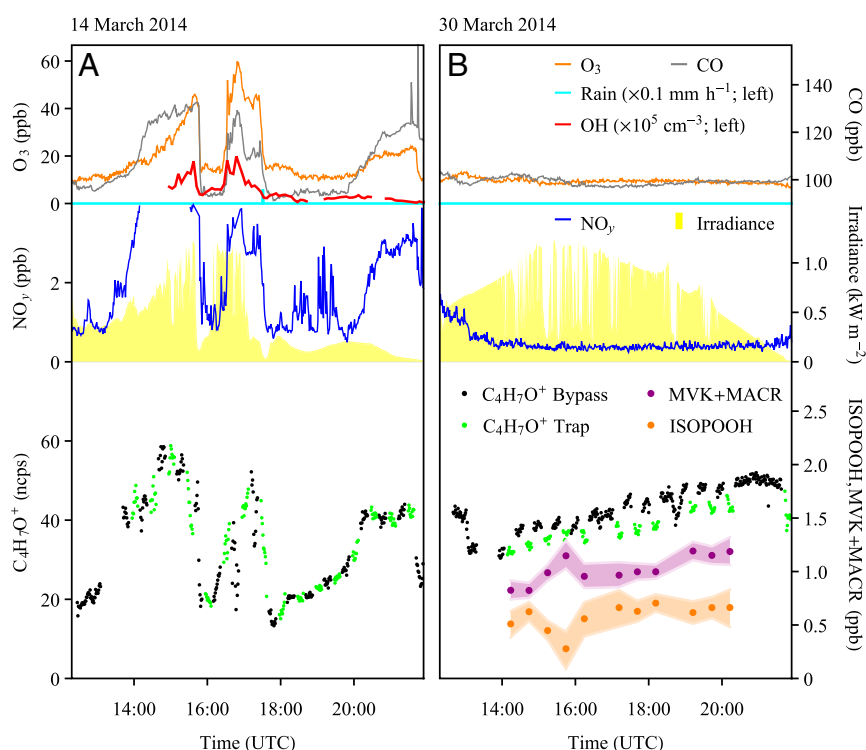 14 March 2014
30 March 2014
A
B
O₃ (ppb)
60
40
20
0
O₃
CO
Rain (×0.1 mm h⁻¹; left)
OH (×10⁵ cm⁻³; left)
140
120
100
CO (ppb)
NOy (ppb)
2
0
NOy
Irradiance
1.0
0.5
0
Irradiance (kW m⁻²)
C₄H₇O⁺ (ncps)
60
40
20
0
C₄H₇O⁺ Bypass
MVK+MACR
C₄H₇O⁺ Trap
ISOPOOH
2.5
2.0
1.5
1.0
0.5
0
ISOPOOH, MVK+MACR (ppb)
14:00 16:00 18:00 20:00
14:00 16:00 18:00 20:00
Time (UTC)
Time (UTC)